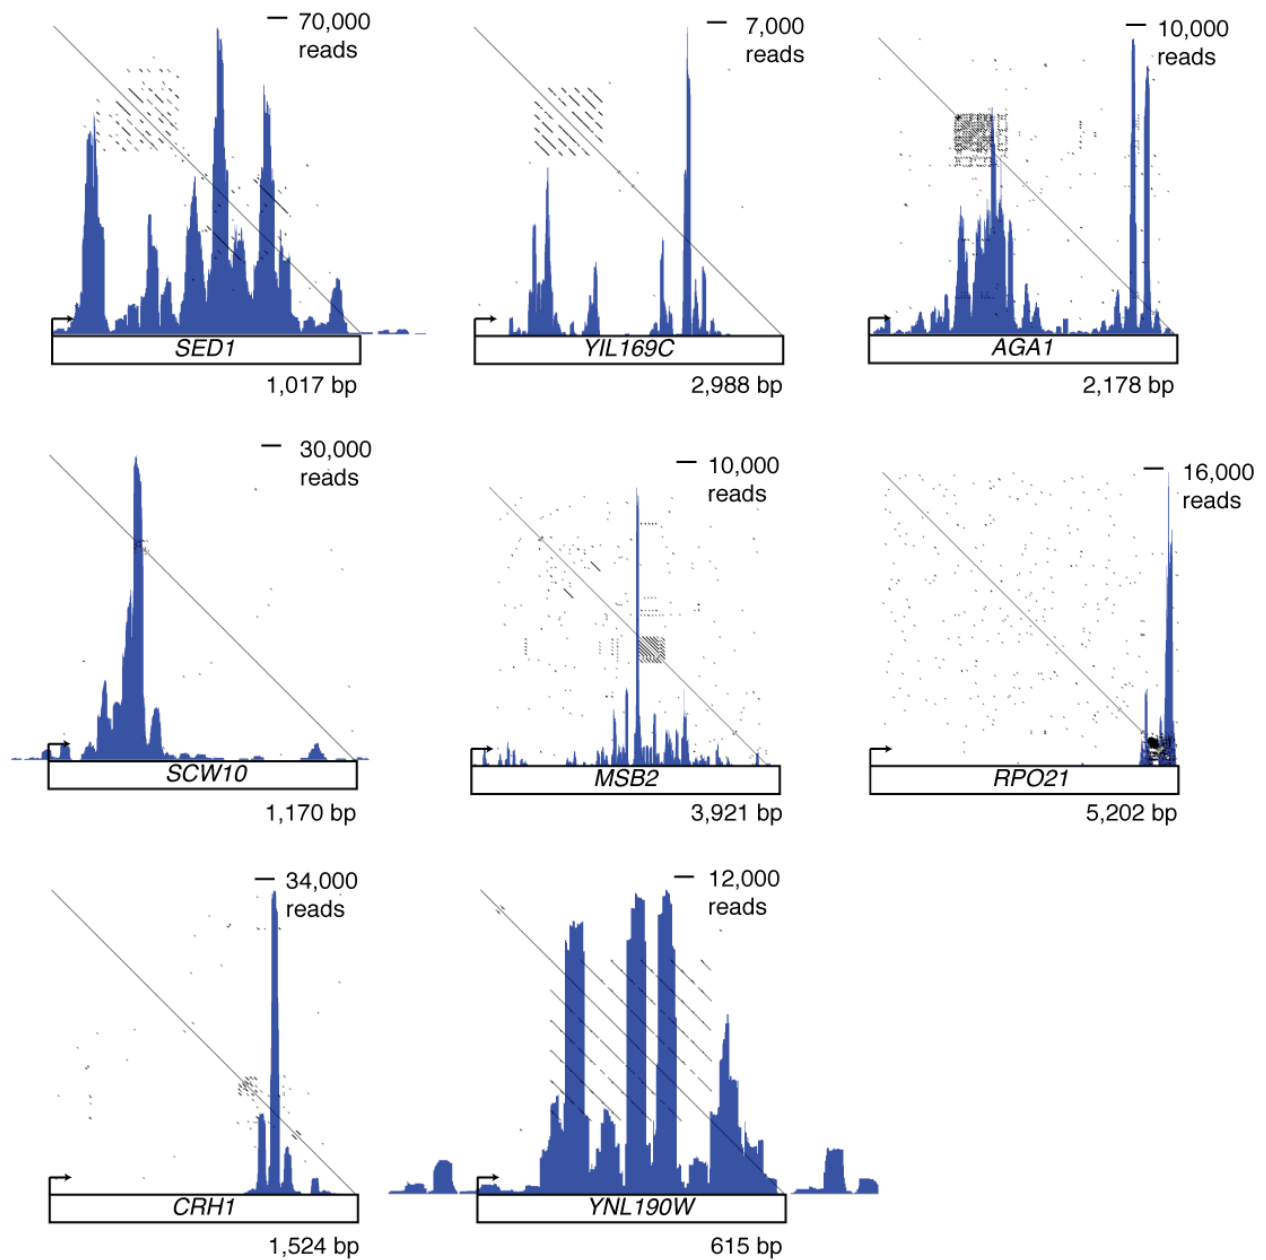 70,000
reads
SED1
1,017 bp
7,000
reads
YIL169C
2,988 bp
10,000
reads
AGA1
2,178 bp
30,000
reads
SCW10
1,170 bp
10,000
reads
MSB2
3,921 bp
16,000
reads
RPO21
5,202 bp
34,000
reads
CRH1
1,524 bp
12,000
reads
YNL190W
615 bp